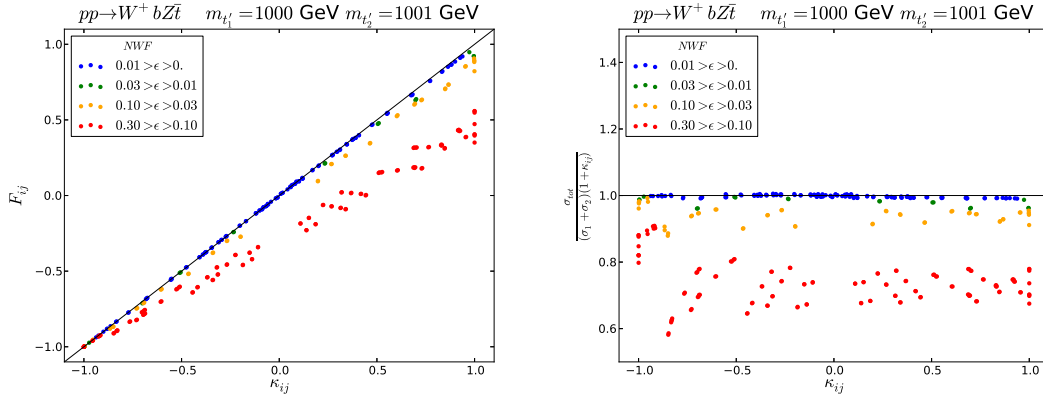 pp→W⁺ bZt̄ m_{t'_1}=1000 GeV m_{t'_2}=1001 GeV
NWF
0.01>ϵ>0.
0.03>ϵ>0.01
0.10>ϵ>0.03
0.30>ϵ>0.10
F_{ij}
1.0
0.5
0.0
−0.5
−1.0
−1.0 −0.5 0.0 0.5 1.0
κ_{ij}
pp→W⁺ bZt̄ m_{t'_1}=1000 GeV m_{t'_2}=1001 GeV
NWF
0.01>ϵ>0.
0.03>ϵ>0.01
0.10>ϵ>0.03
0.30>ϵ>0.10
σ_{tot}
(σ_1+σ_2)(1+κ_{ij})
1.4
1.2
1.0
0.8
0.6
−1.0 −0.5 0.0 0.5 1.0
κ_{ij}